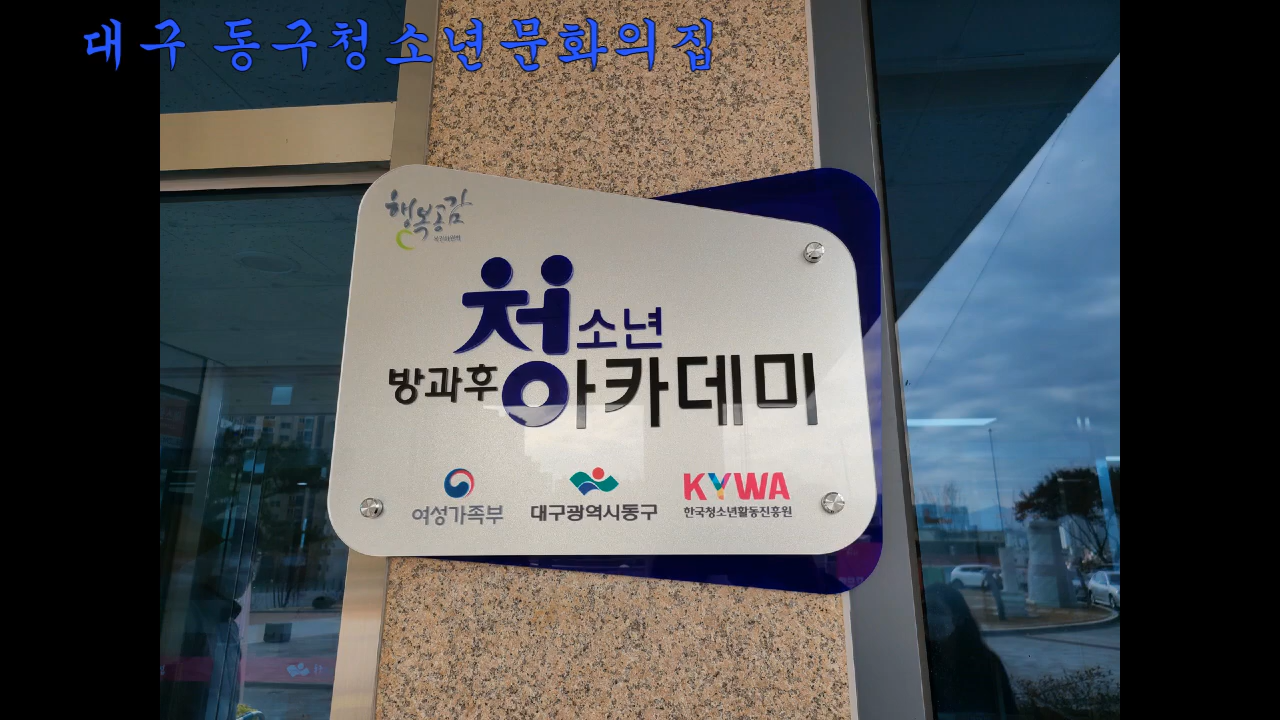 대구 동구청소년문화의집
행복공감
청소년
방과후아카데미
여성가족부
대구광역시동구
KYWA
한국청소년활동진흥원